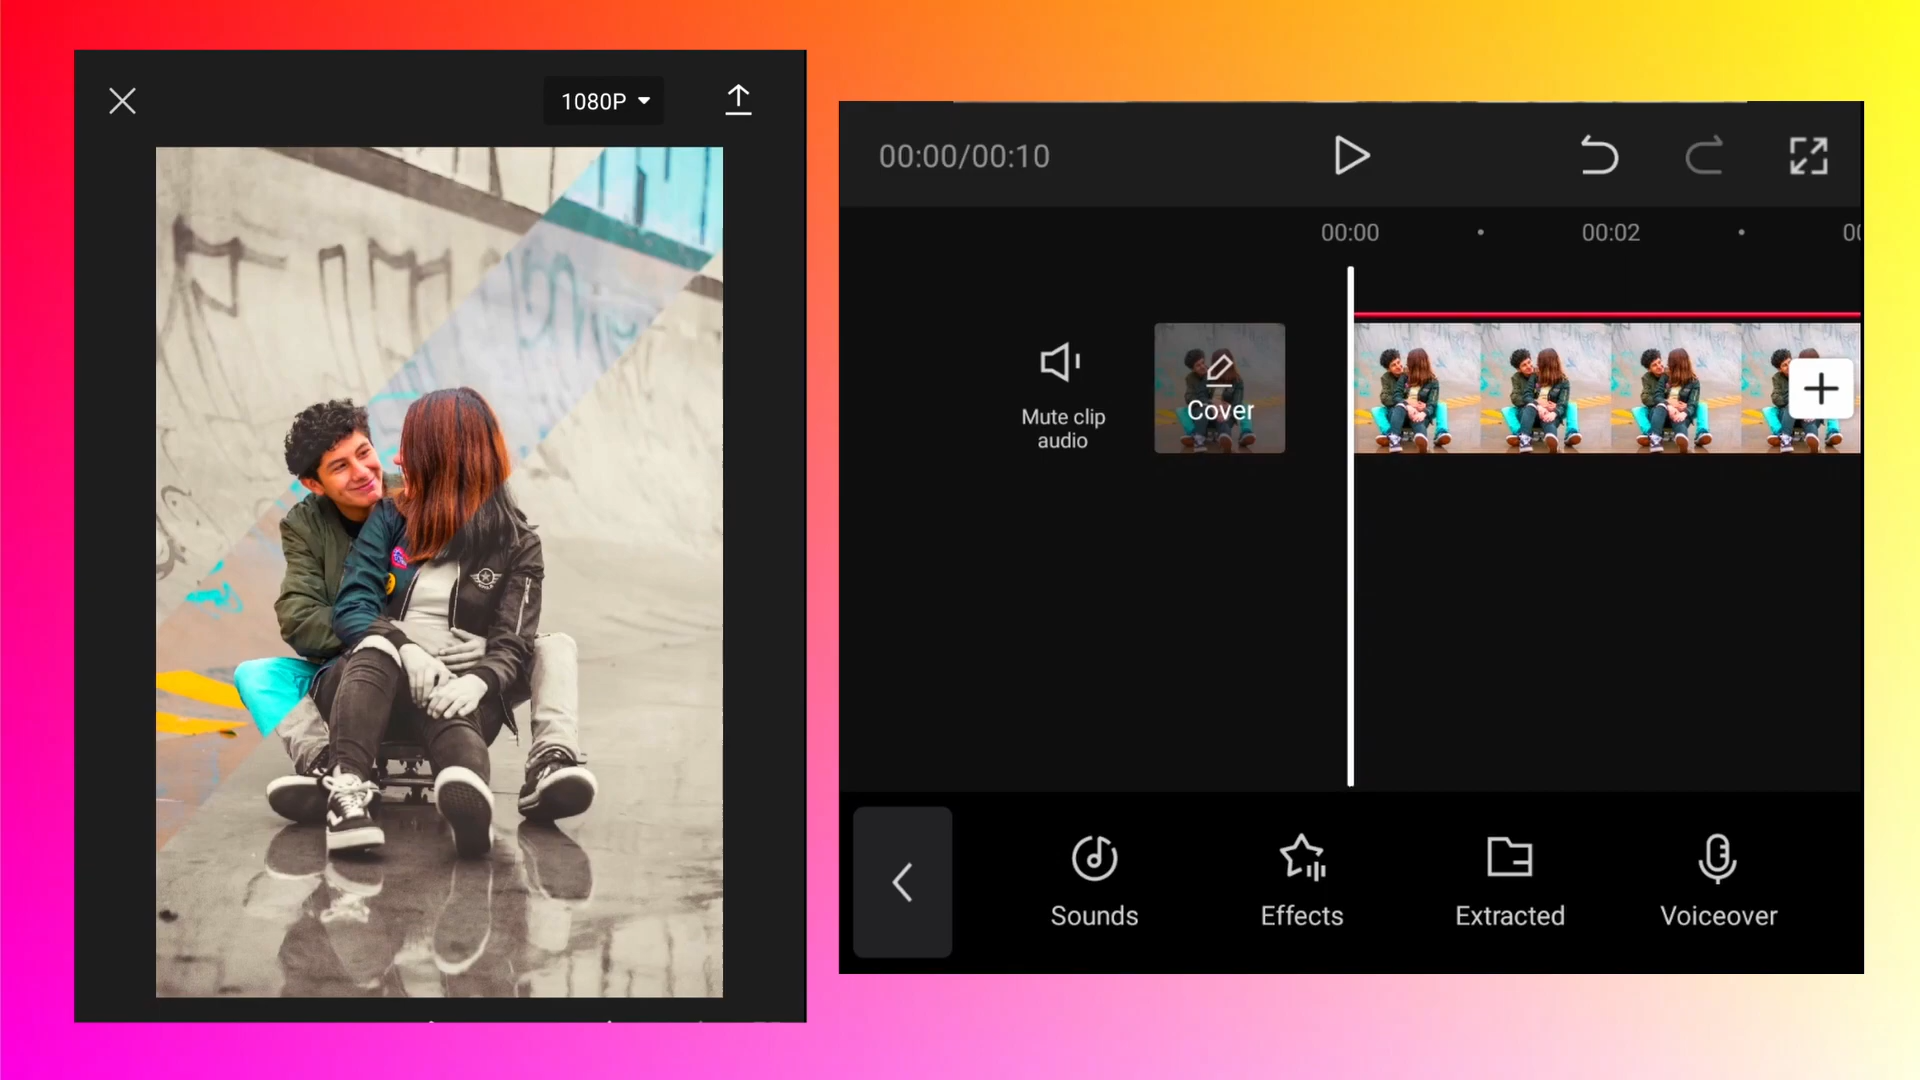 1080P
00:00/00:10
00:00
00:02
Mute clip
audio
Cover
Sounds
Effects
Extracted
Voiceover